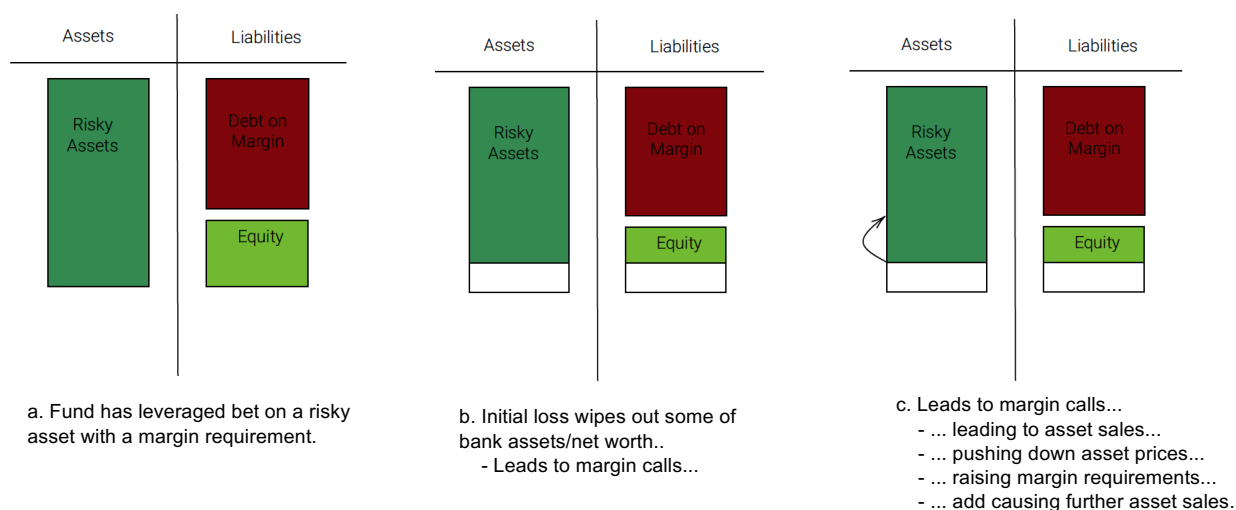 Assets
Liabilities
Risky
Assets
Debt on
Margin
Equity
a. Fund has leveraged bet on a risky
asset with a margin requirement.
Assets
Liabilities
Risky
Assets
Debt on
Margin
Equity
b. Initial loss wipes out some of
bank assets/net worth..
- Leads to margin calls...
Assets
Liabilities
Risky
Assets
Debt on
Margin
Equity
c. Leads to margin calls...
- ... leading to asset sales...
- ... pushing down asset prices...
- ... raising margin requirements...
- ... add causing further asset sales.